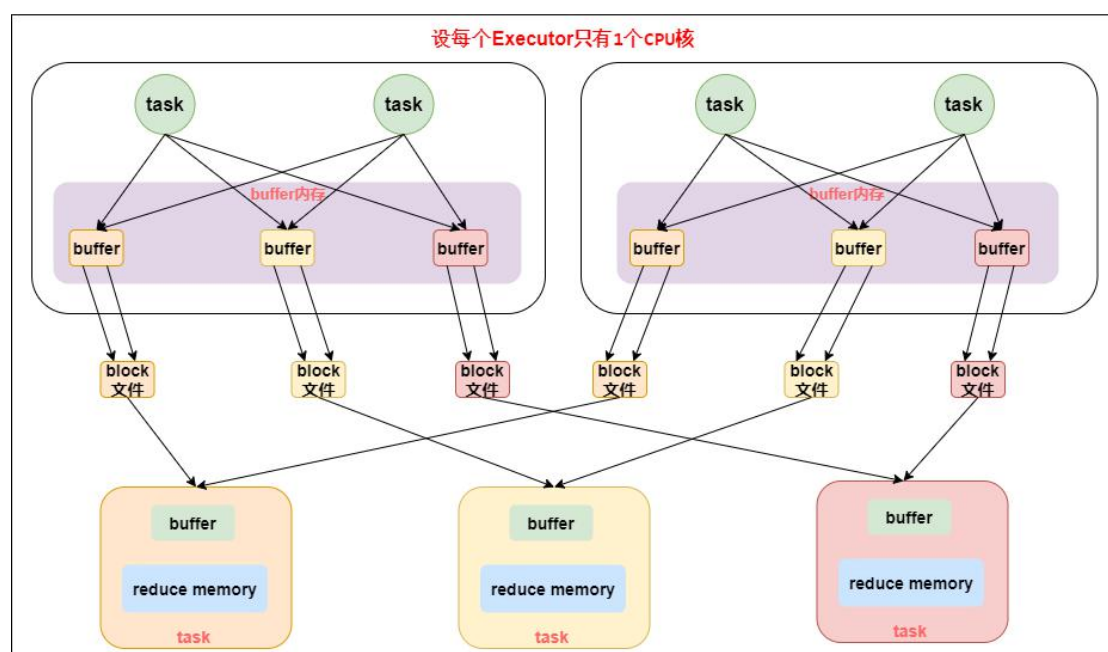 设每个Executor只有1个CPU核
task
task
task
task
buffer内存
buffer内存
buffer
buffer
buffer
buffer
buffer
buffer
block
文件
block
文件
block
文件
block
文件
block
文件
block
文件
buffer
reduce memory
task
buffer
reduce memory
task
buffer
reduce memory
task